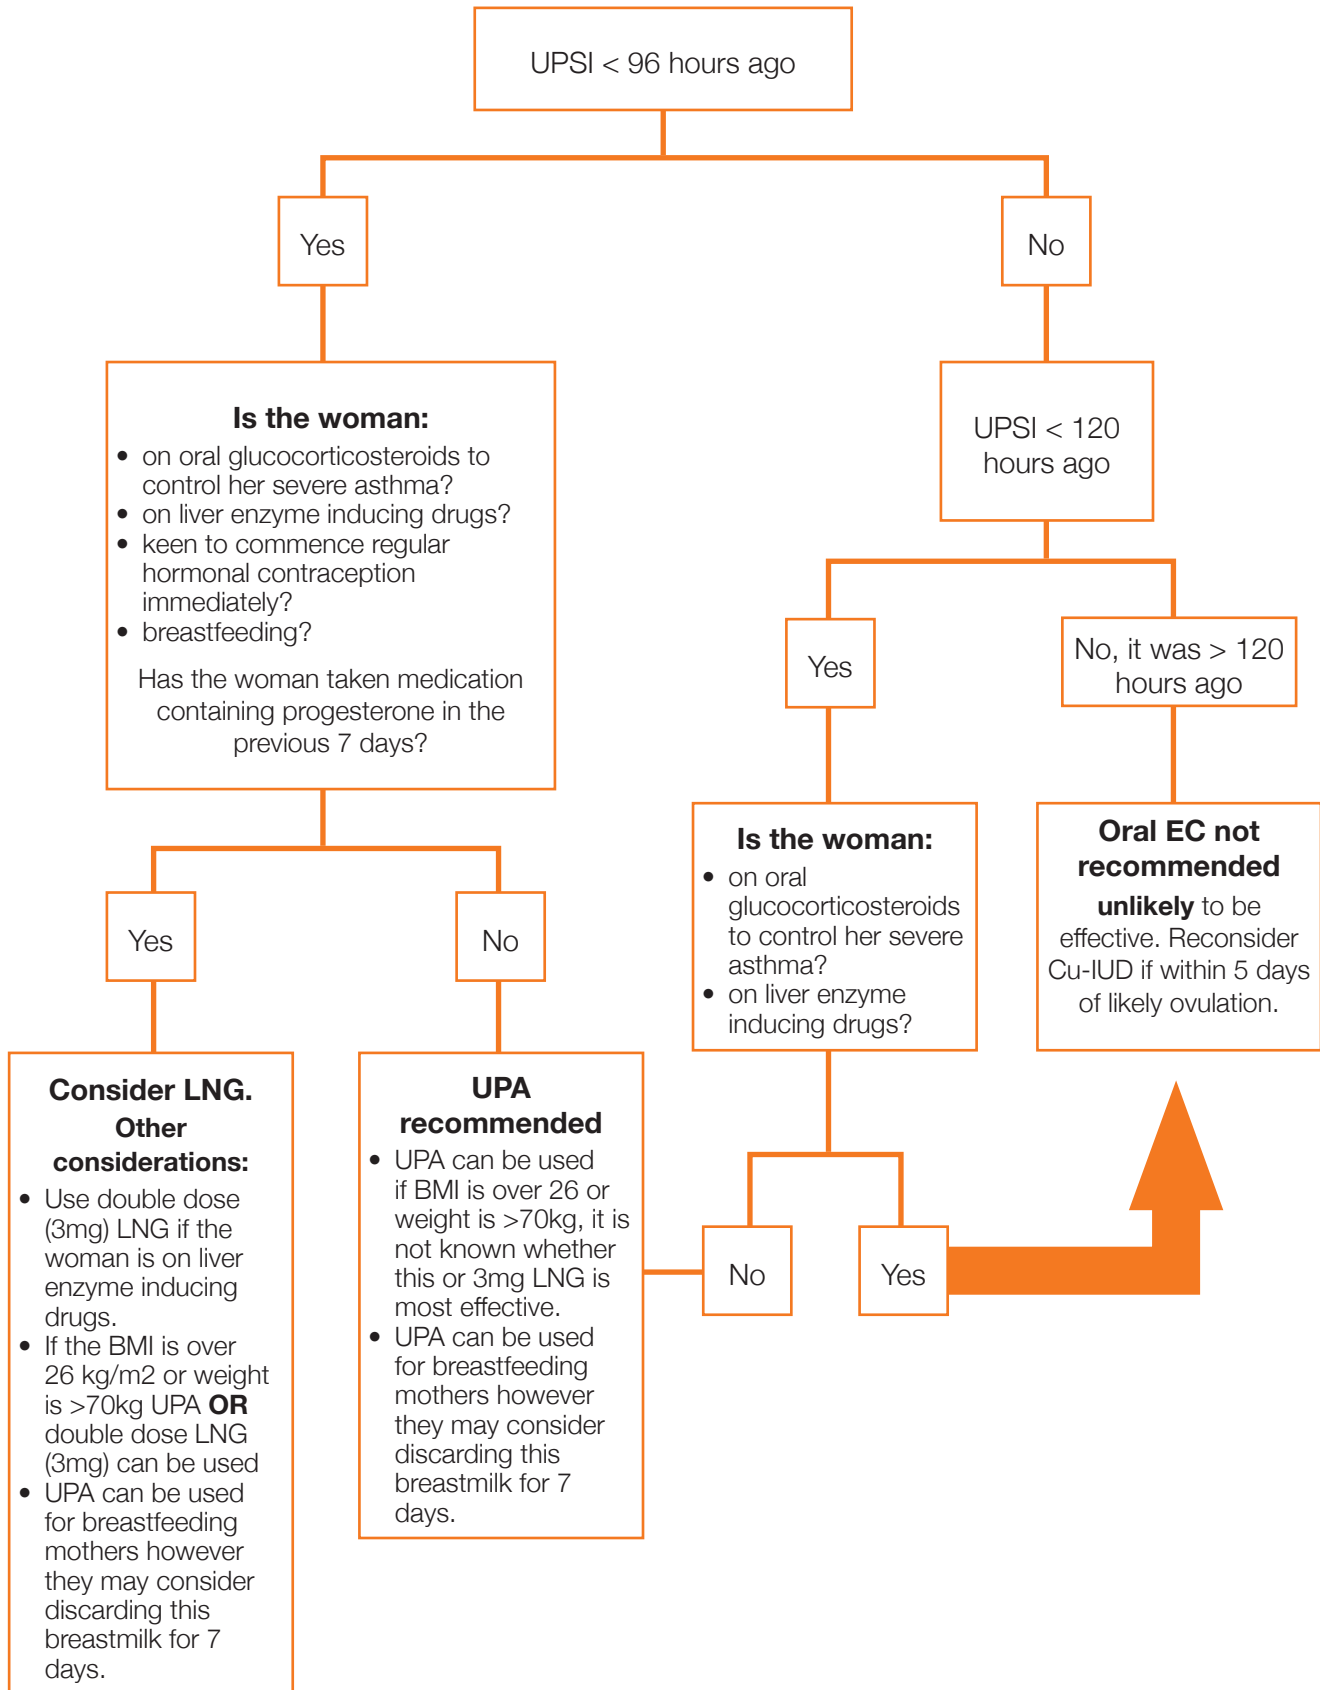 UPSI < 96 hours ago
Yes
No
Is the woman:
• on oral glucocorticosteroids to
control her severe asthma?
• on liver enzyme inducing drugs?
• keen to commence regular
hormonal contraception
immediately?
• breastfeeding?
Has the woman taken medication
containing progesterone in the
previous 7 days?
UPSI < 120
hours ago
Yes
No, it was > 120
hours ago
Yes
No
Is the woman:
• on oral
glucocorticosteroids
to control her severe
asthma?
• on liver enzyme
inducing drugs?
Oral EC not
recommended
unlikely to be
effective. Reconsider
Cu-IUD if within 5 days
of likely ovulation.
Consider LNG.
Other
considerations:
• Use double dose
(3mg) LNG if the
woman is on liver
enzyme inducing
drugs.
• If the BMI is over
26 kg/m2 or weight
is >70kg UPA OR
double dose LNG
(3mg) can be used
• UPA can be used
for breastfeeding
mothers however
they may consider
discarding this
breastmilk for 7
days.
UPA
recommended
• UPA can be used
if BMI is over 26 or
weight is >70kg, it is
not known whether
this or 3mg LNG is
most effective.
• UPA can be used
for breastfeeding
mothers however
they may consider
discarding this
breastmilk for 7
days.
No
Yes